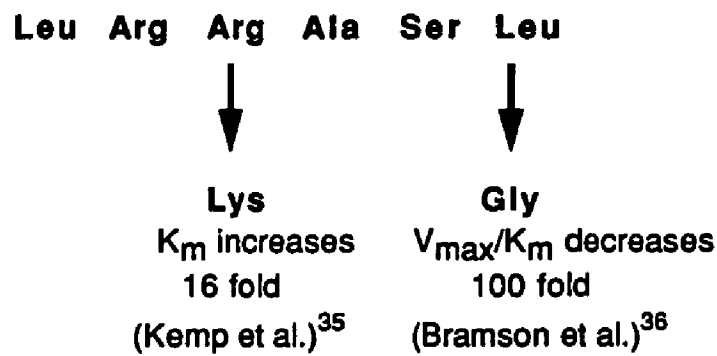 Leu Arg Arg Ala Ser Leu
Lys Gly
Km increases Vmax/Km decreases
16 fold 100 fold
(Kemp et al.)35 (Bramson et al.)36